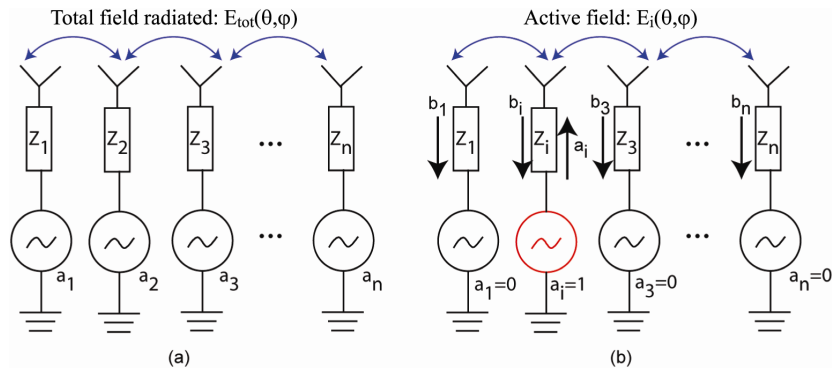 Total field radiated: Etot(θ,φ)
Z1 Z2 Z3 ... Zn
a1 a2 a3 ... an
(a)
Active field: Ei(θ,φ)
b1 bi b3 bn
Z1 Zi ai Z3 ... Zn
...
a1=0 ai=1 a3=0 an=0
(b)